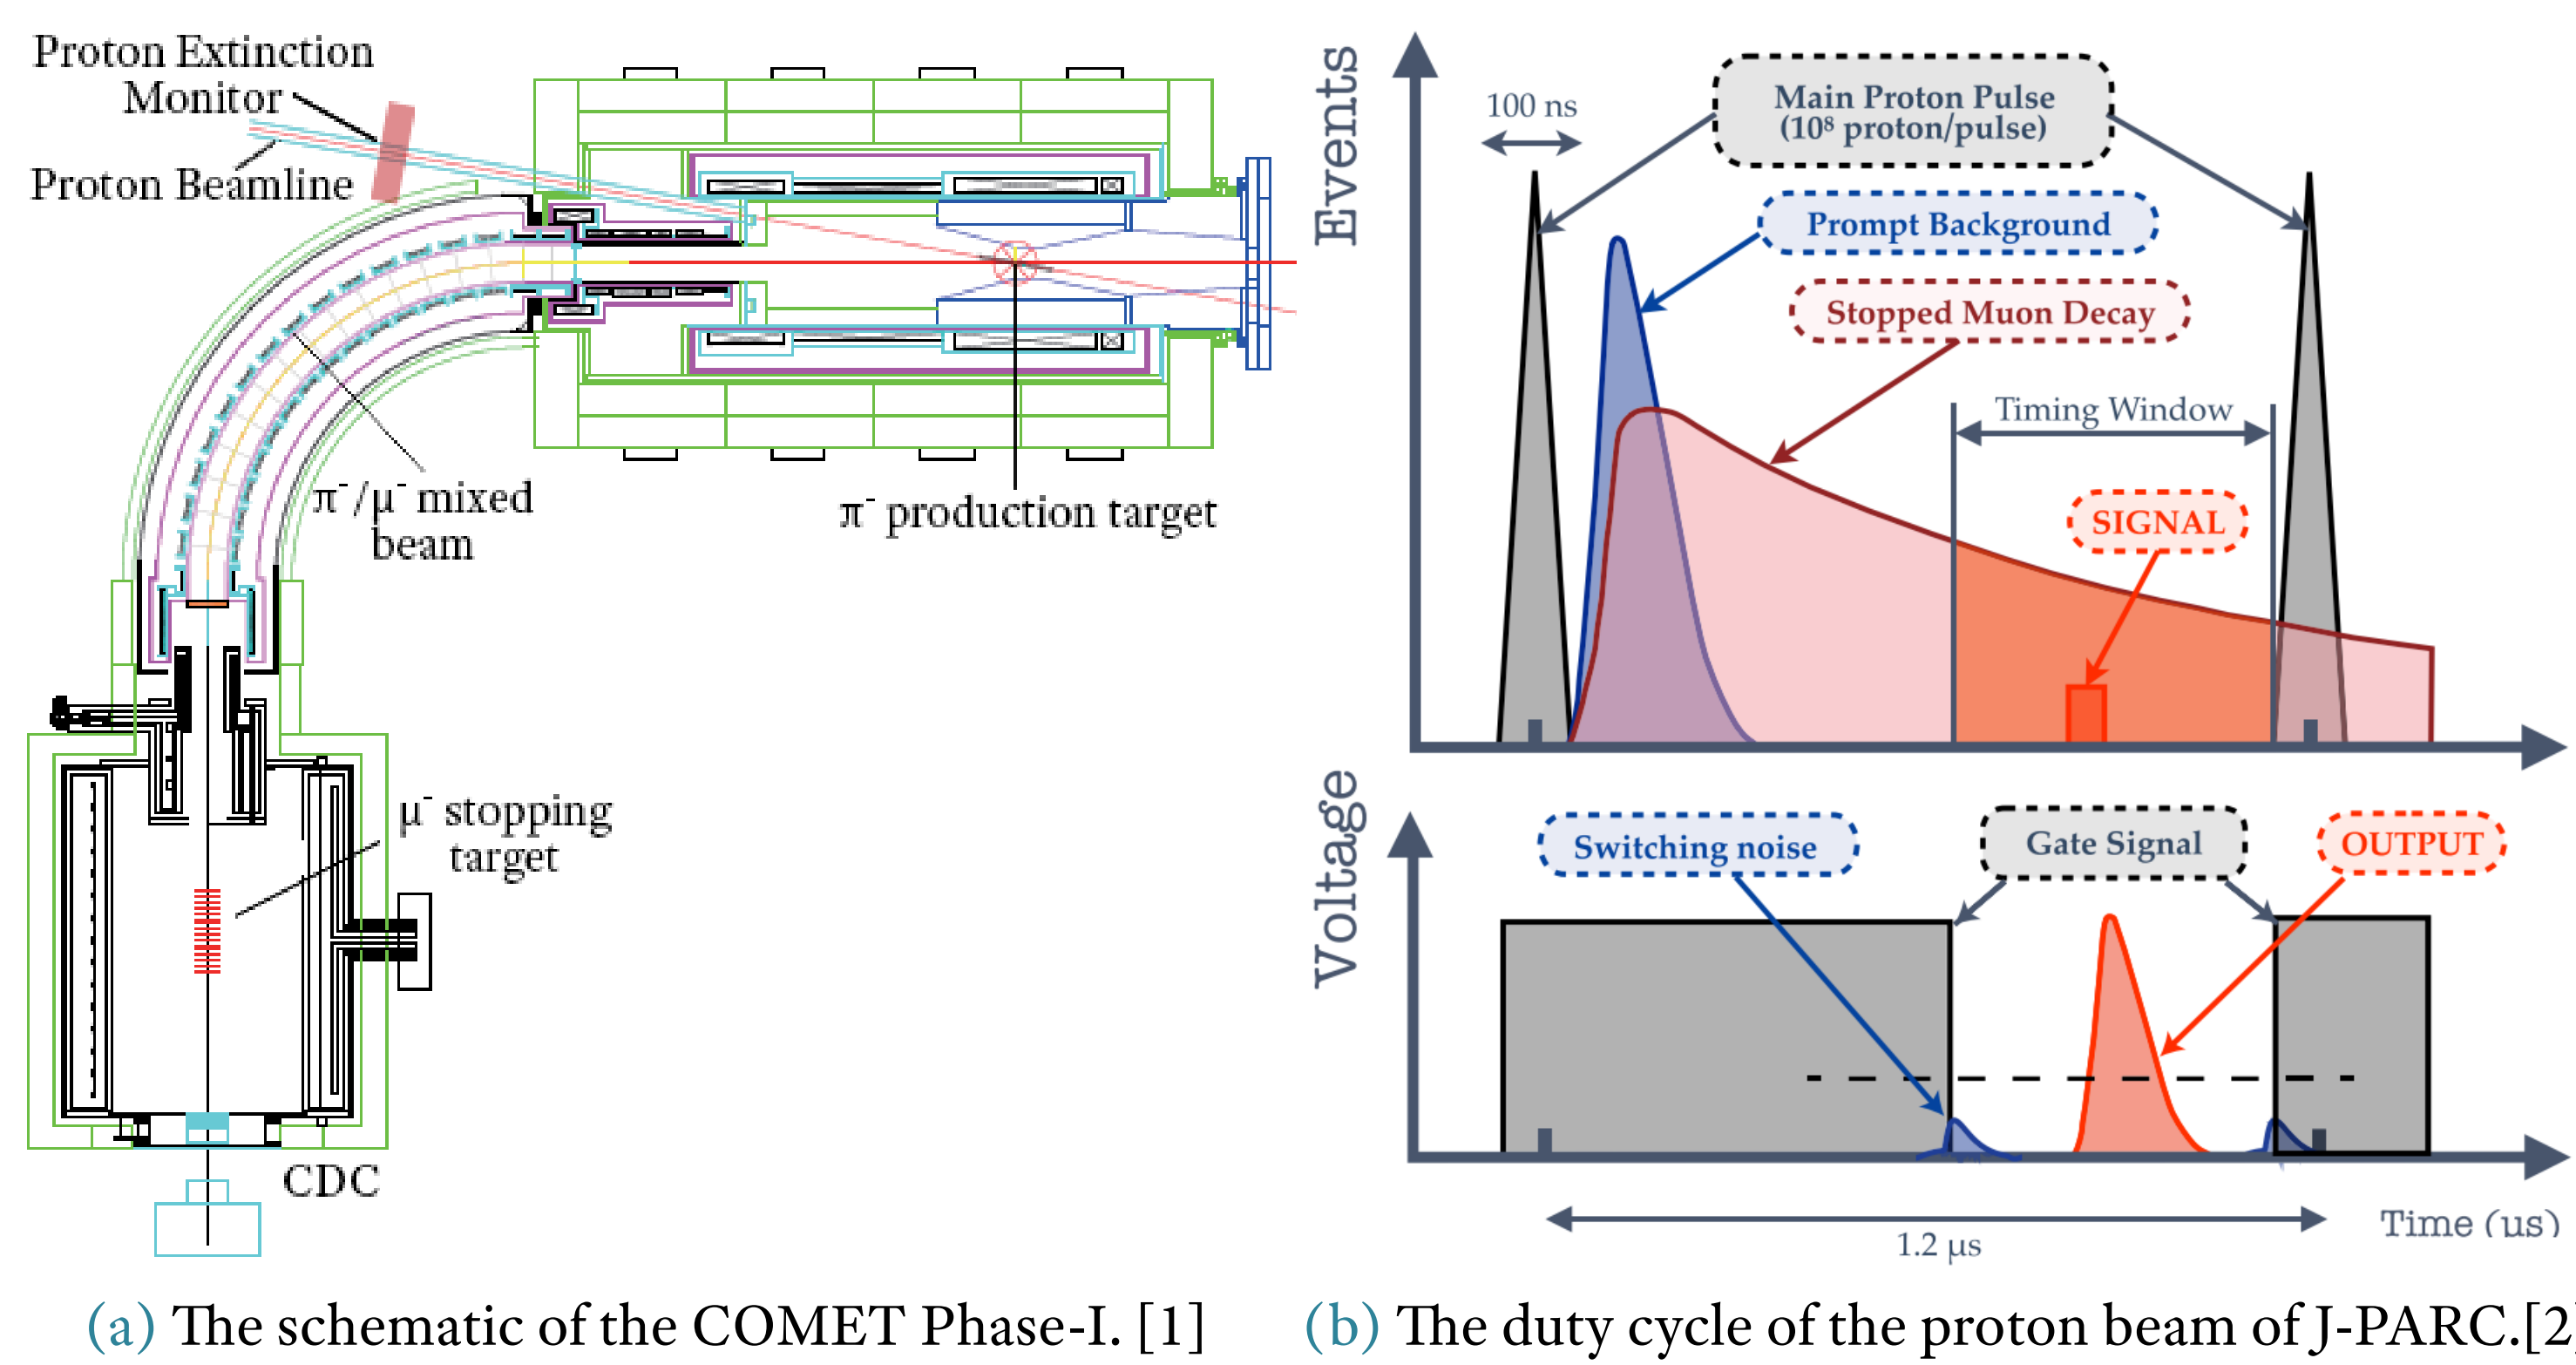 Proton Extinction
Monitor
Proton Beamline
π⁻/μ⁻ mixed
beam
π⁻ production target
μ⁻ stopping
target
CDC
(a) The schematic of the COMET Phase-I. [1]
Events
100 ns
Main Proton Pulse
(10⁸ proton/pulse)
Prompt Background
Stopped Muon Decay
Timing Window
SIGNAL
Voltage
Switching noise
Gate Signal
OUTPUT
1.2 μs
Time (μs)
(b) The duty cycle of the proton beam of J-PARC.[2